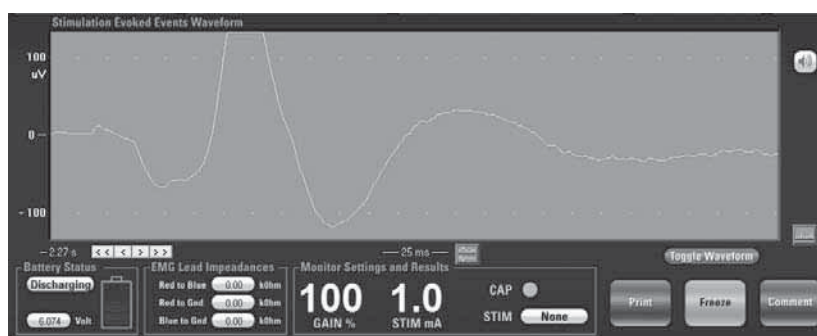 Stimulation Evoked Events Waveform
100
uV
0
- 100
-2.27 s << < > >> 25 ms Toggle Waveform
Battery Status EMG Lead Impeadances Monitor Settings and Results
Discharging Red to Blue 0.00 kOhm
Red to Gnd 0.00 kOhm
6.074 Volt Blue to Gnd 0.00 kOhm
100 1.0 CAP
GAIN % STIM mA STIM None
Print Freeze Comment